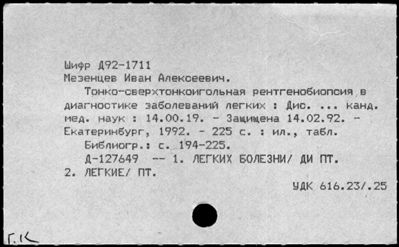 Шифр Д92-1711
Мезенцев Иван Алексеевич.
Тонко-сверхтонкоигольная рентгенобиопсия в
диагностике заболеваний легких : Дис. ... канд.
мед. наук : 14.00.19. - Защищена 14.02.92. -
Екатеринбург, 1992. - 225 с. : ил., табл.
Библиогр.: с. 194-225.
Д-127649 -- 1. ЛЕГКИХ БОЛЕЗНИ/ ДИ ПТ.
2. ЛЕГКИЕ/ ПТ.
УДК 616.23/.25
Г.К